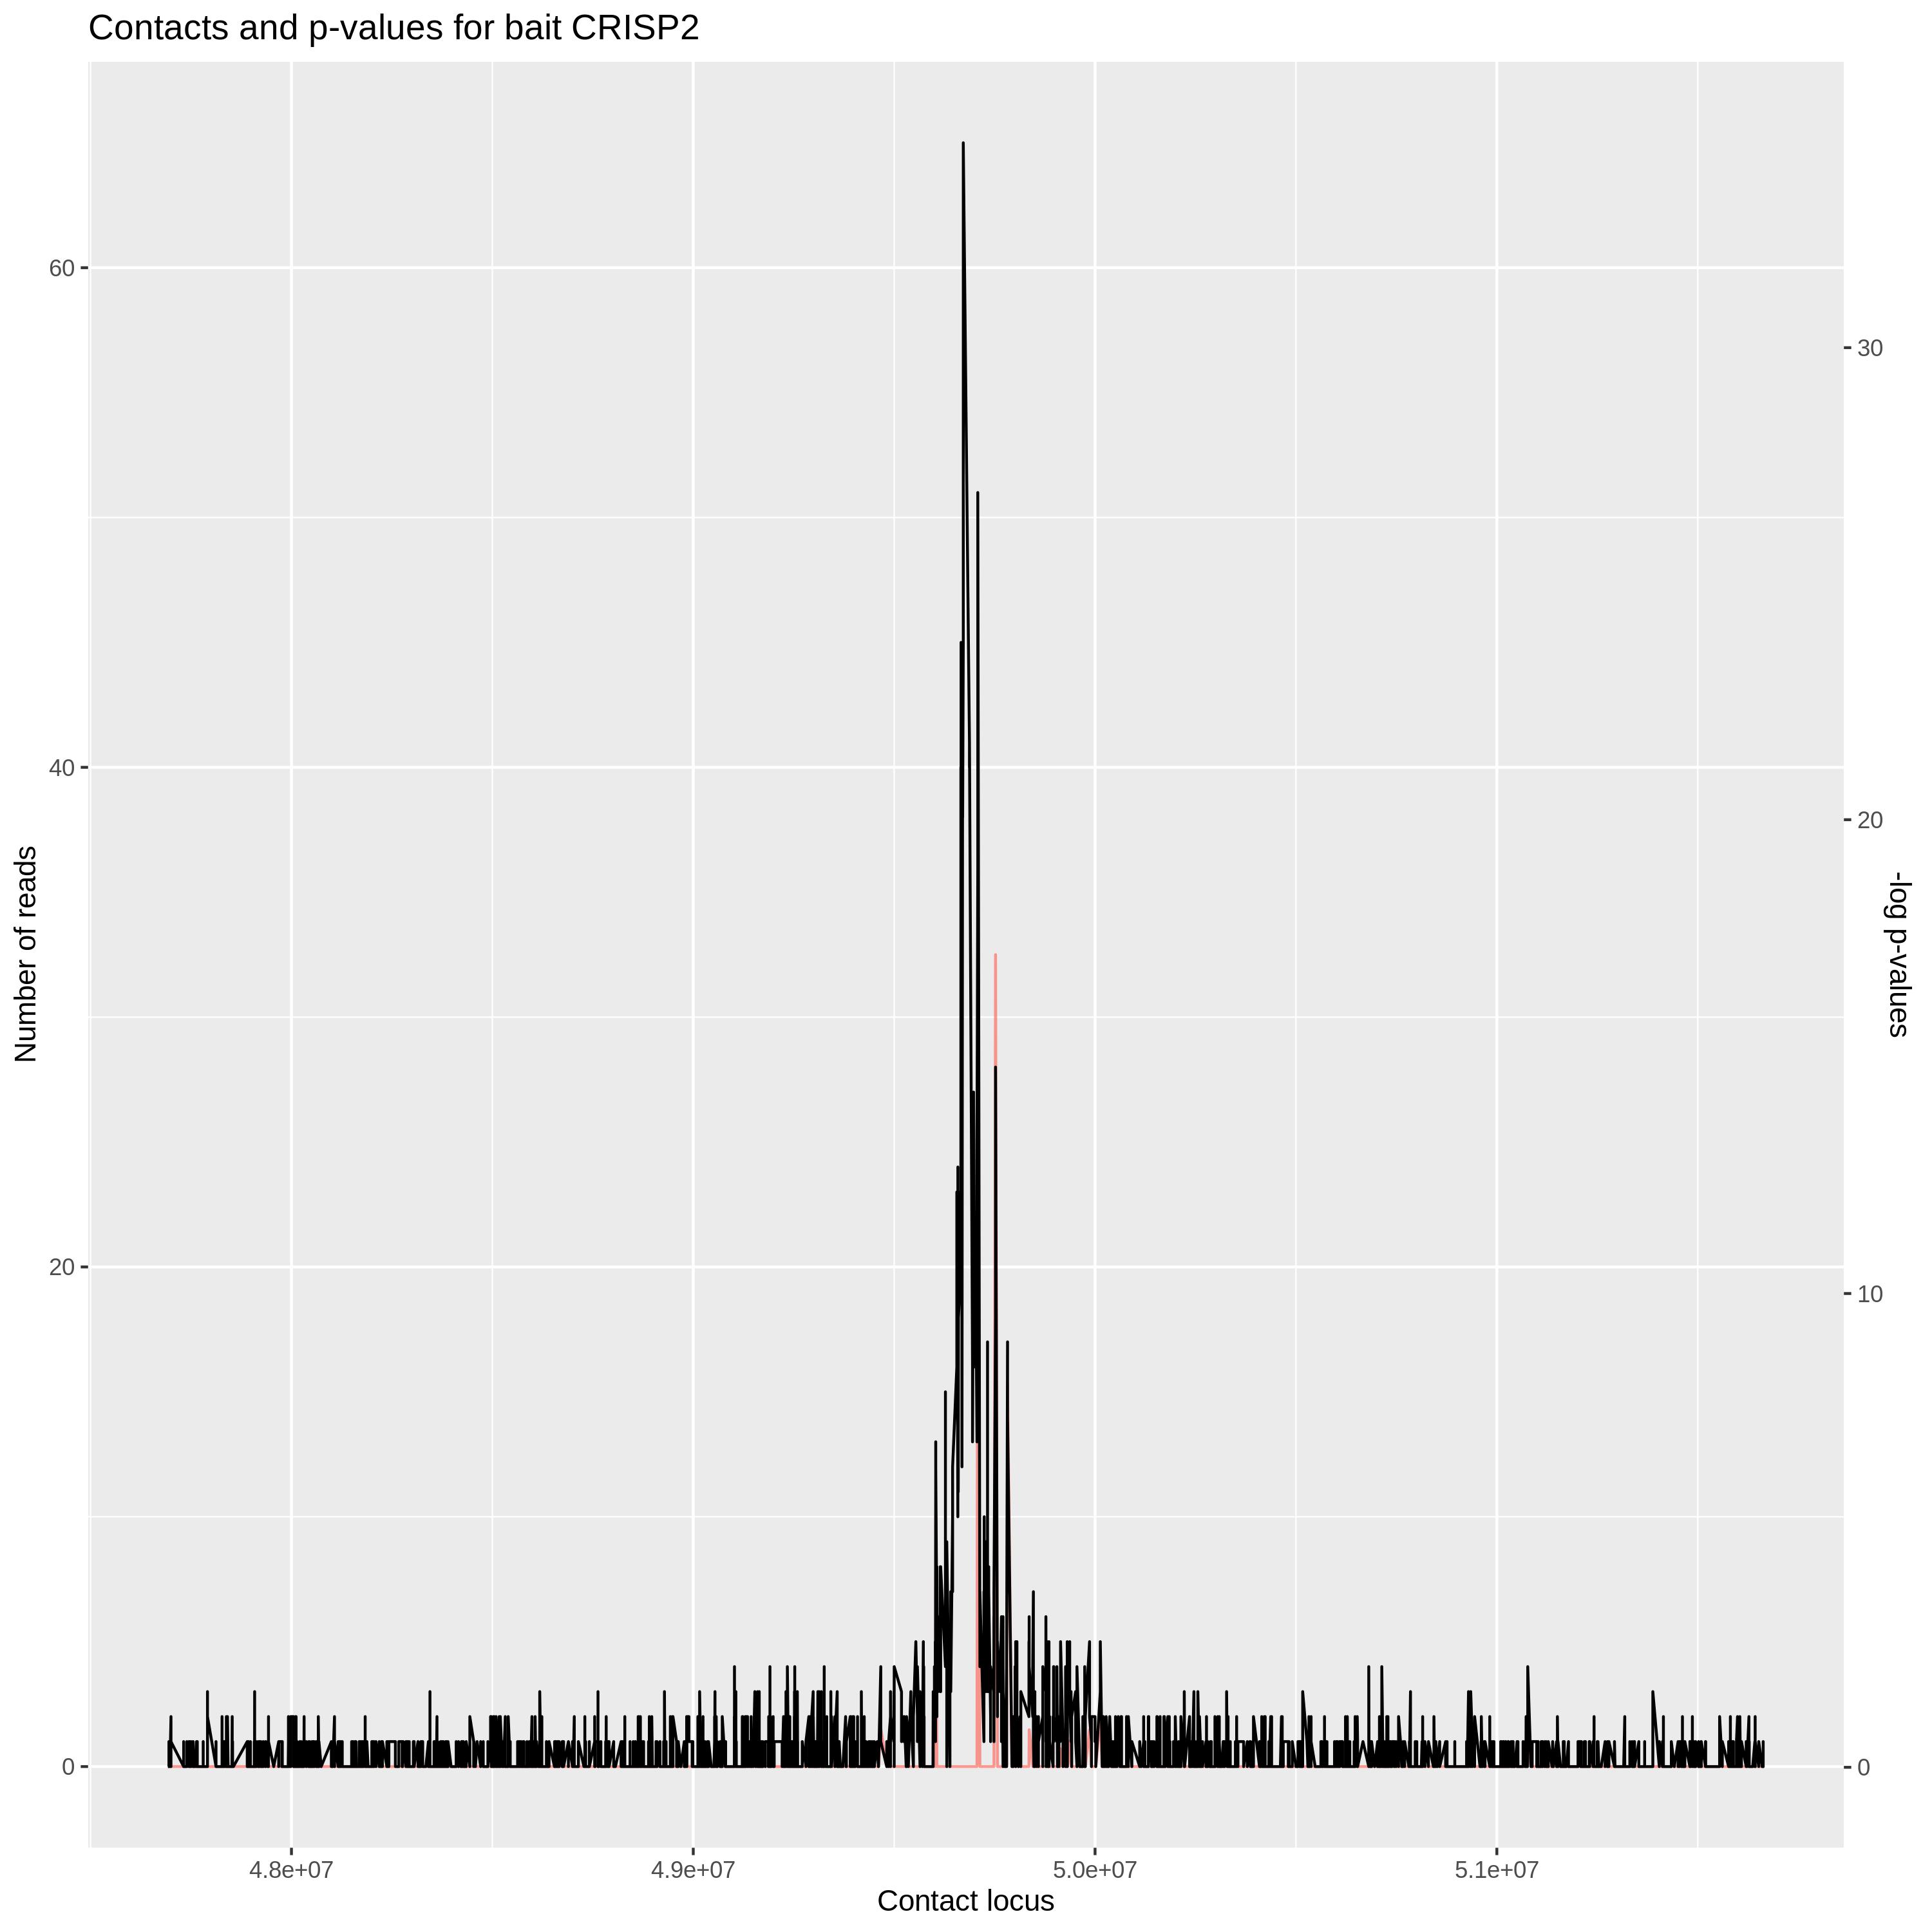 Contacts and p-values for bait CRISP2
60
40
20
0
30
20
10
0
Number of reads
-log p-values
4.8e+07
4.9e+07
5.0e+07
5.1e+07
Contact locus